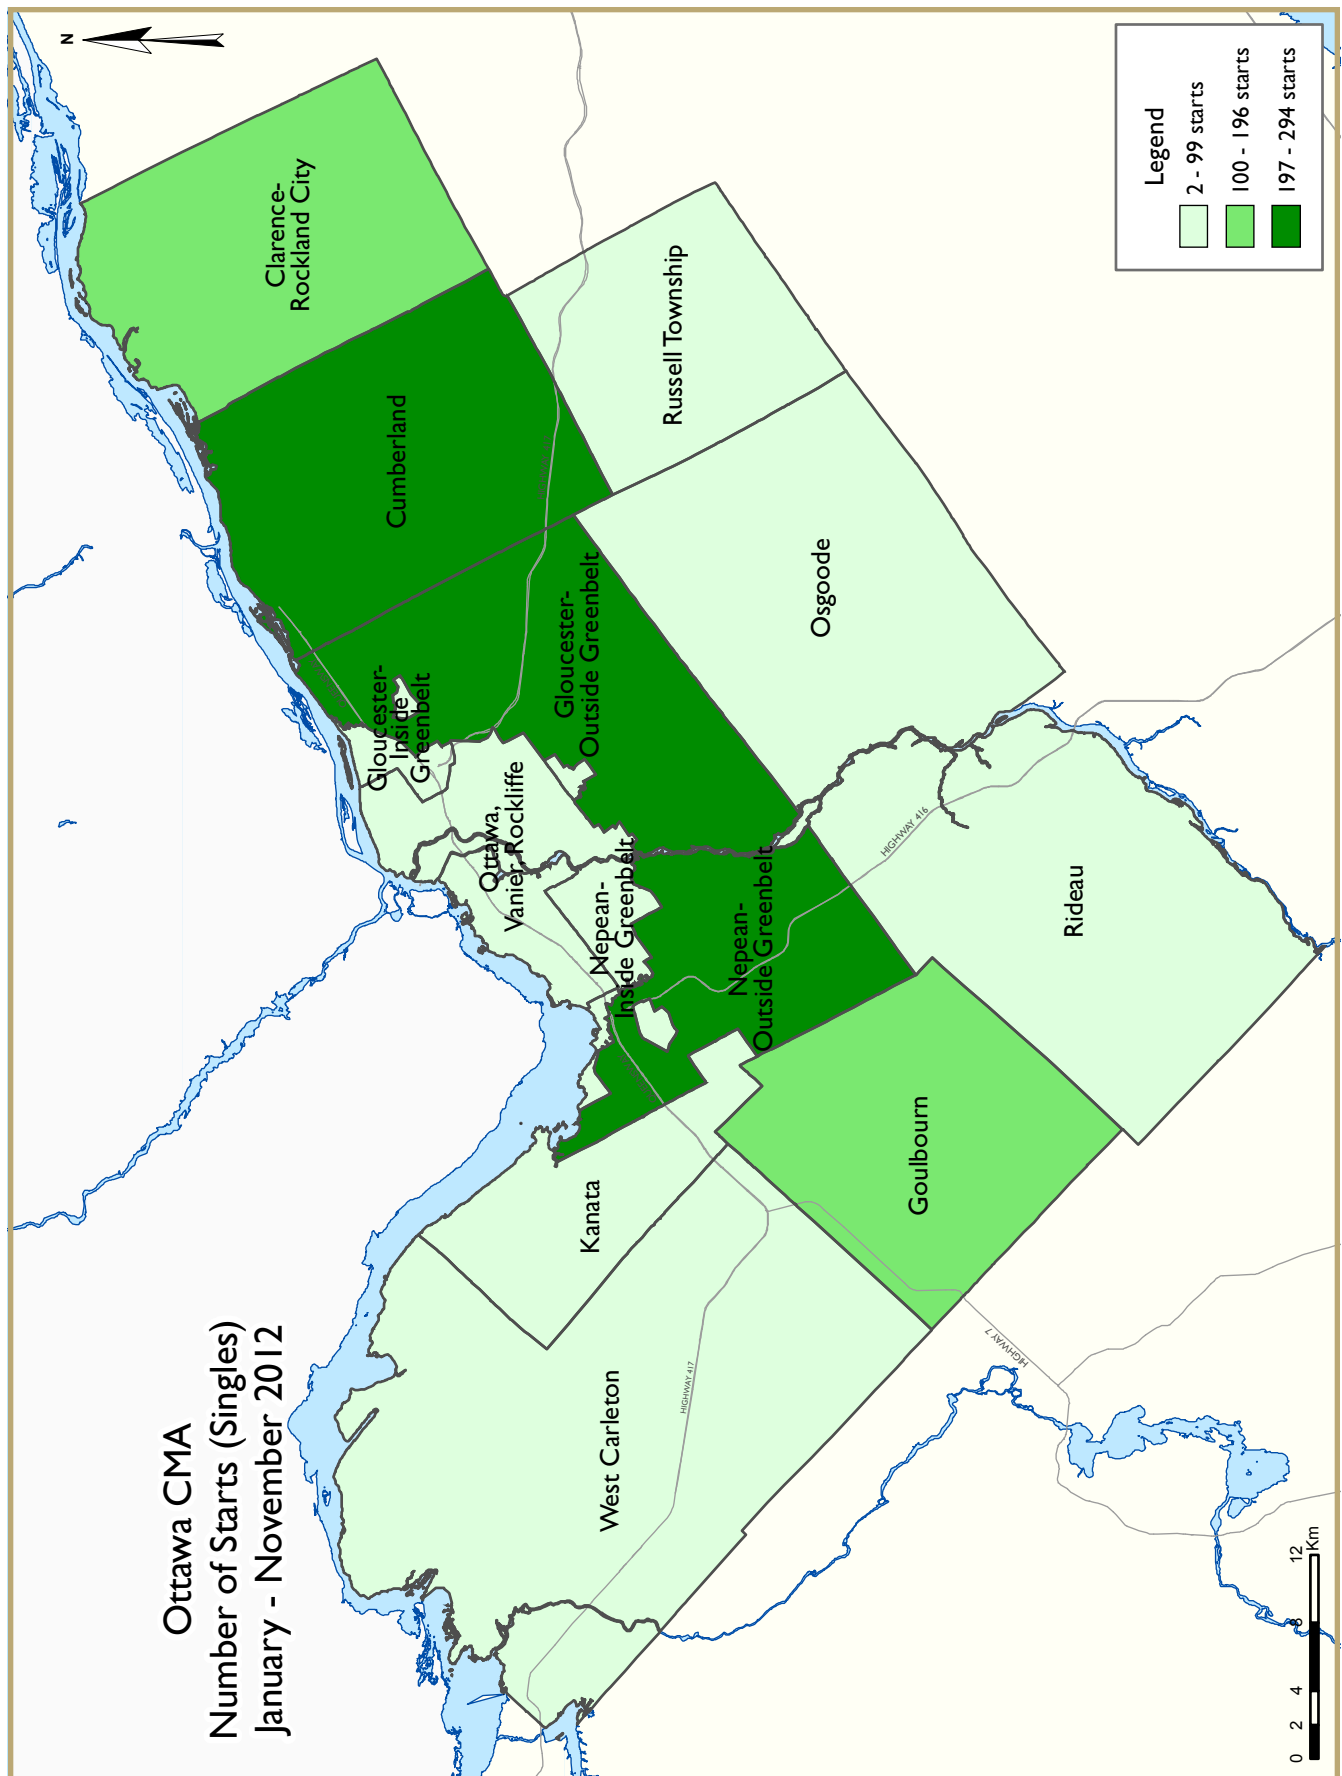 Ottawa CMA
Number of Starts (Singles)
January - November 2012
N
Clarence-
Rockland City
Cumberland
Russell Township
Gloucester-
Inside
Greenbelt
Gloucester-
Outside Greenbelt
Osgoode
Ottawa,
Vanier, Rockliffe
Nepean-
Inside Greenbelt
Nepean-
Outside Greenbelt
Rideau
Kanata
Goulbourn
West Carleton
HIGHWAY 416
HIGHWAY 417
HIGHWAY 7
Legend
2 - 99 starts
100 - 196 starts
197 - 294 starts
0 2 4 8 12
Km